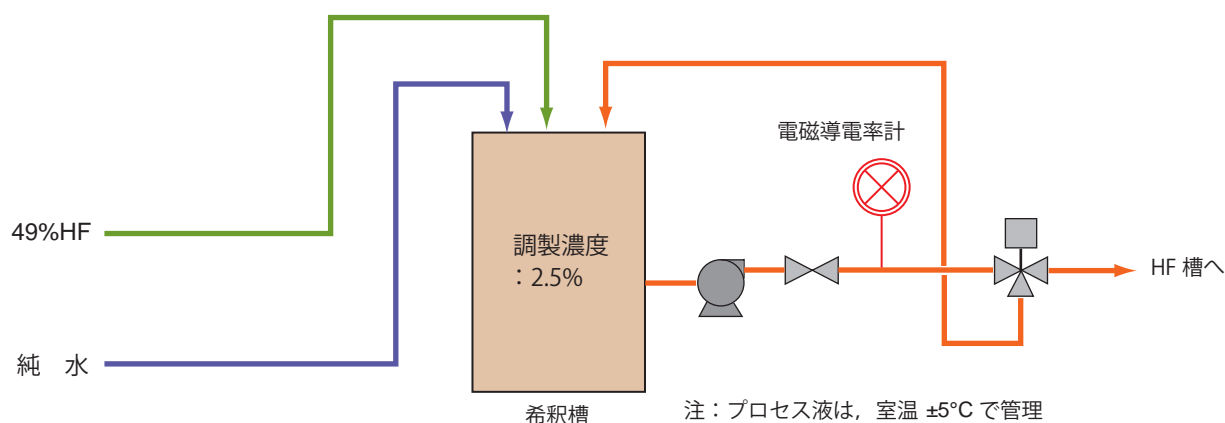 電磁導電率計
49%HF
調製濃度
：2.5%
HF 槽へ
純　水
希釈槽
注：プロセス液は，室温 ±5°C で管理